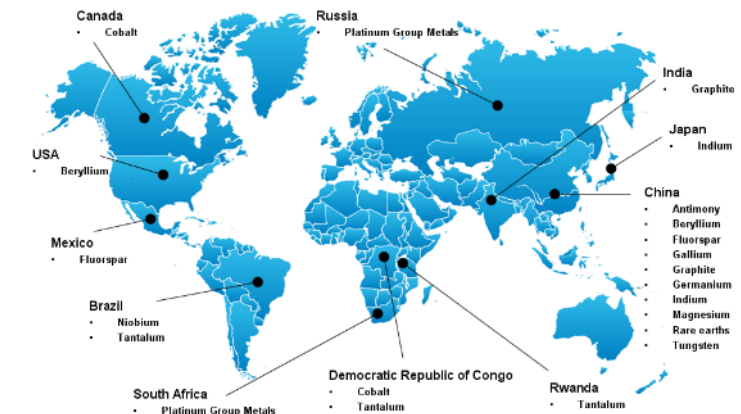 Canada
• Cobalt
Russia
• Platinum Group Metals
India
• Graphite
Japan
• Indium
USA
• Beryllium
China
• Antimony
• Beryllium
• Fluorspar
• Gallium
• Graphite
• Germanium
• Indium
• Magnesium
• Rare earths
• Tungsten
Mexico
• Fluorspar
Brazil
• Niobium
• Tantalum
South Africa
• Platinum Group Metals
Democratic Republic of Congo
• Cobalt
• Tantalum
Rwanda
• Tantalum